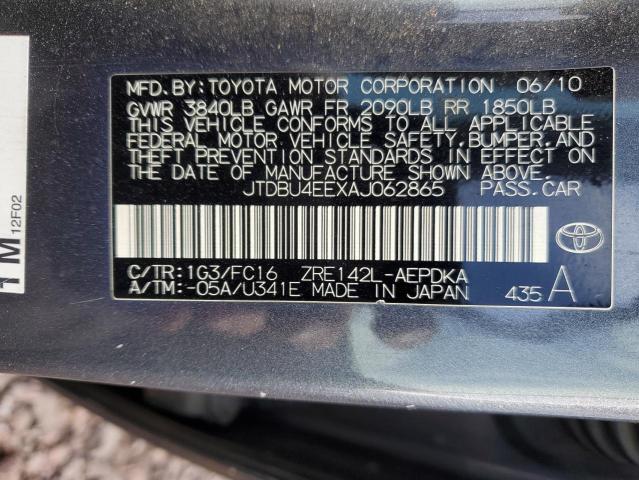 MFD.BY:TOYOTA MOTOR CORPORATION 06/10
GVWR 3840LB GAWR FR 2090LB RR 1850LB
THIS VEHICLE CONFORMS TO ALL APPLICABLE
FEDERAL MOTOR VEHICLE SAFETY,BUMPER,AND
THEFT PREVENTION STANDARDS IN EFFECT ON
THE DATE OF MANUFACTURE SHOWN ABOVE.
JTDBU4EEXAJ062865 PASS.CAR
C/TR:1G3/FC16 ZRE142L-AEPDKA
A/TM:-05A/U341E MADE IN JAPAN 435 A
12F02